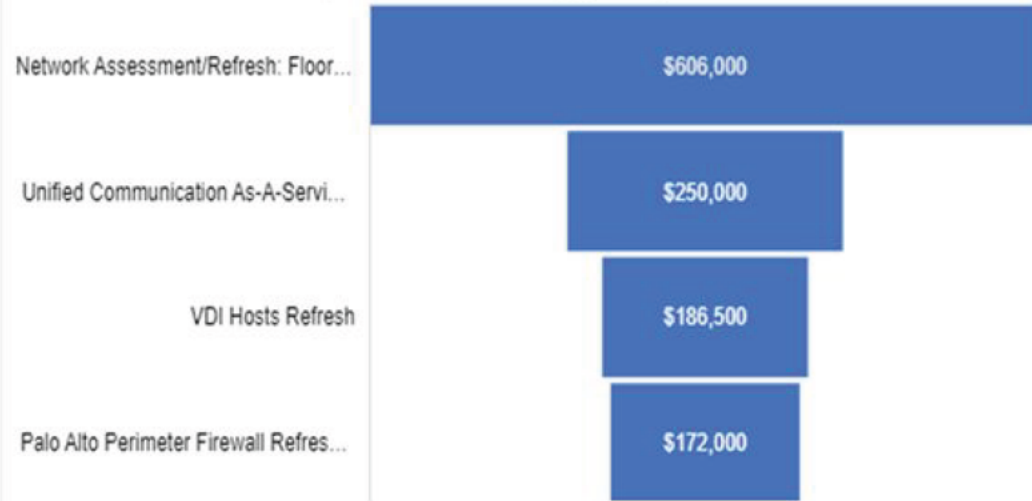 Network Assessment/Refresh: Floor...
$606,000
Unified Communication As-A-Servi...
$250,000
VDI Hosts Refresh
$186,500
Palo Alto Perimeter Firewall Refres...
$172,000